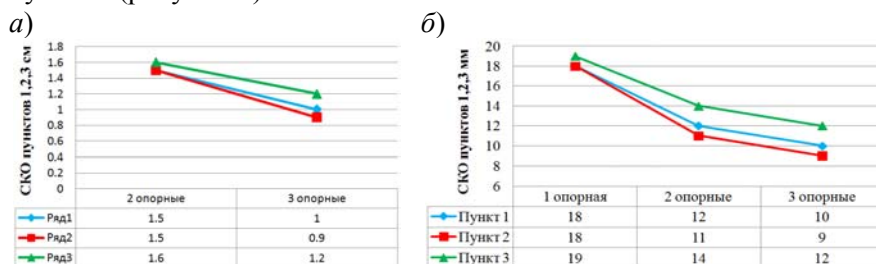 а)
СКО пунктов 1,2,3 см
1.8
1.6
1.4
1.2
1
0.8
0.6
0.4
0.2
0
2 опорные 3 опорные
Ряд1 1.5 1
Ряд2 1.5 0.9
Ряд3 1.6 1.2
б)
СКО пунктов 1,2,3 мм
20
18
16
14
12
10
8
6
1 опорная 2 опорные 3 опорные
Пункт 1 18 12 10
Пункт 2 18 11 9
Пункт 3 19 14 12